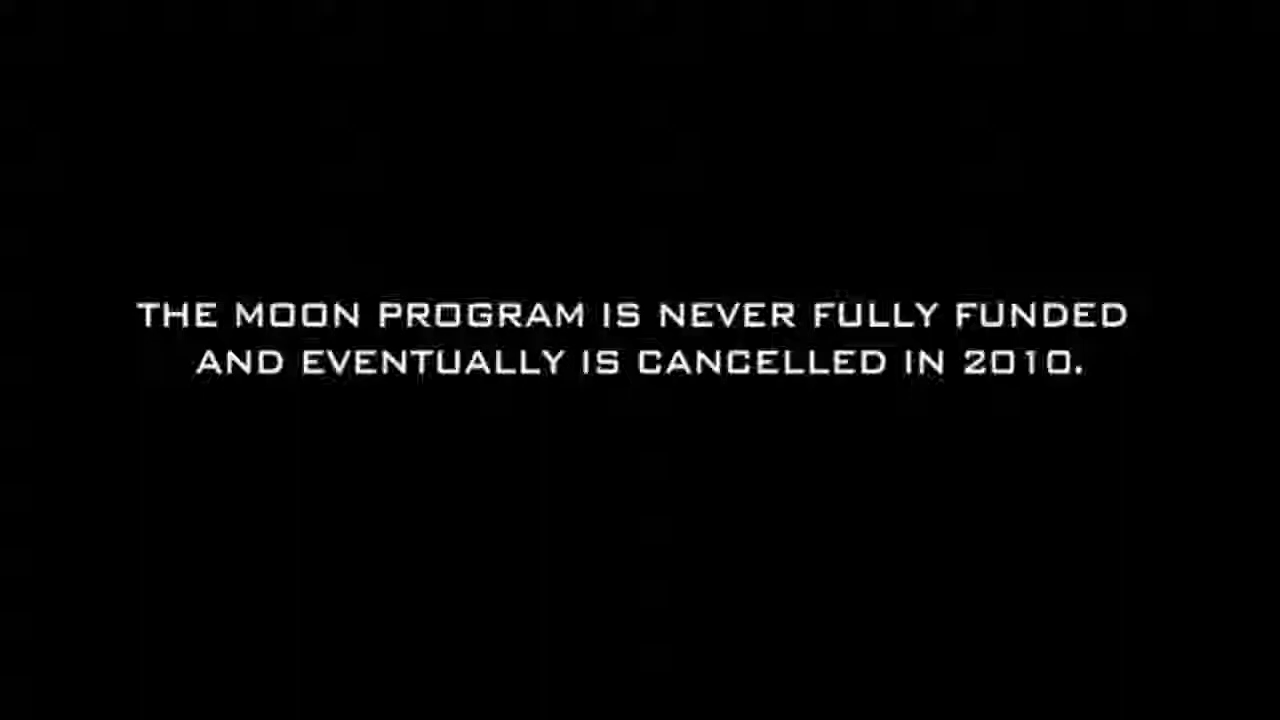 THE MOON PROGRAM IS NEVER FULLY FUNDED
AND EVENTUALLY IS CANCELLED IN 2010.